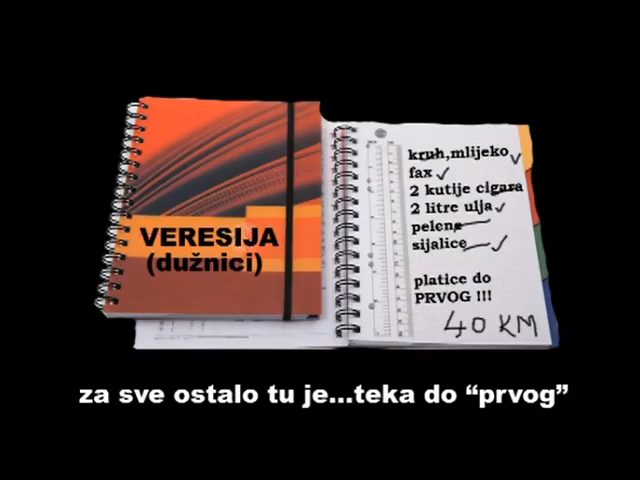 VERESIJA
(dužnici)
kruh,mlijeko
fax
2 kutije cigara
2 litre ulja
pelene
sijalice
platice do
PRVOG !!!
40 KM
za sve ostalo tu je...teka do “prvog”